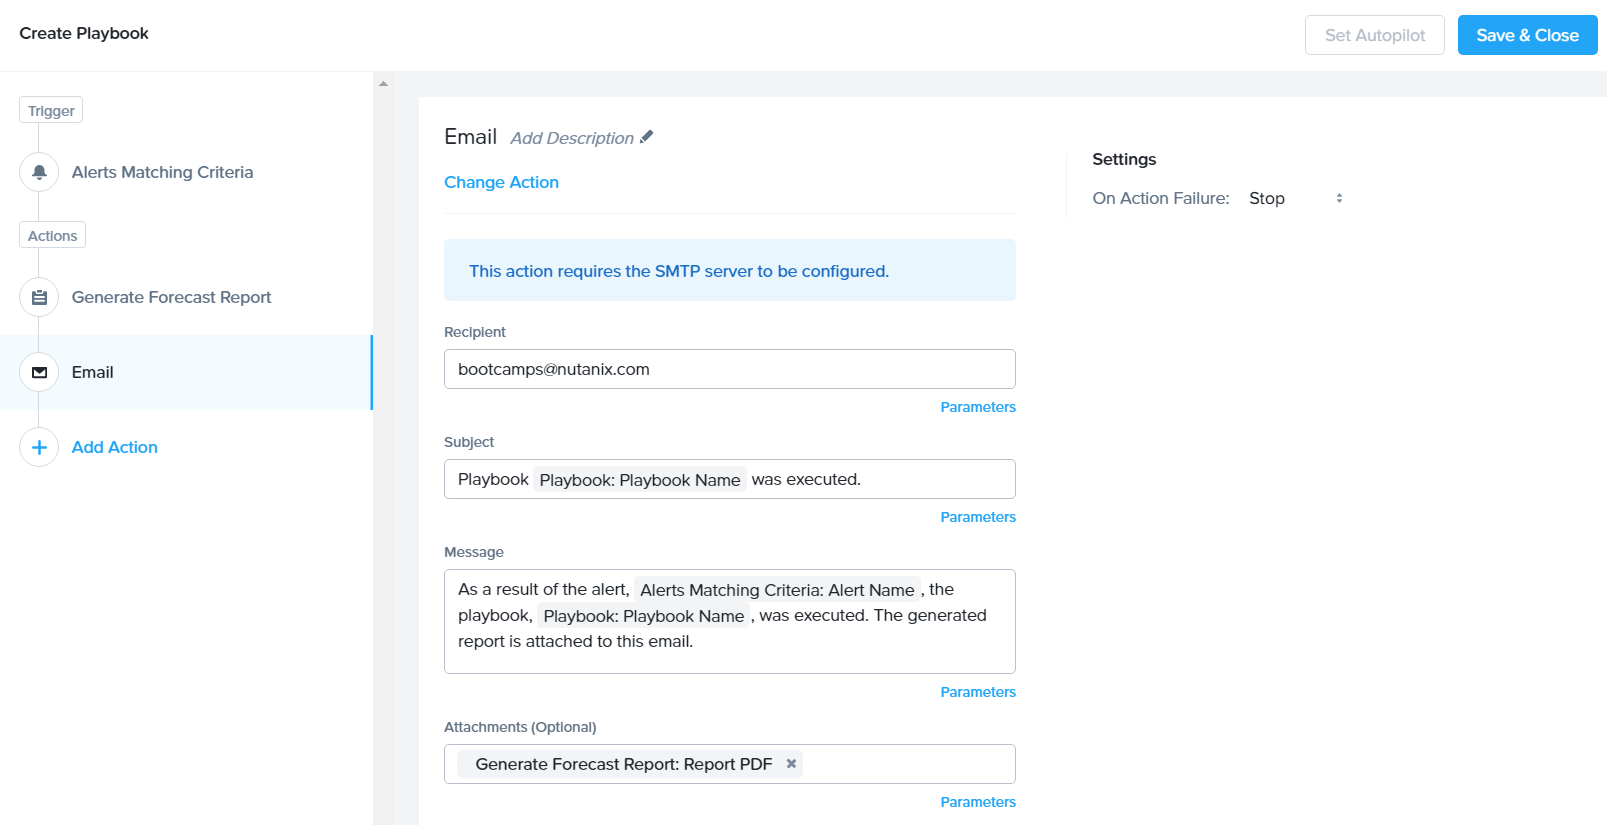 Create Playbook
Set Autopilot
Save & Close
Trigger
Alerts Matching Criteria
Actions
Generate Forecast Report
Email
Add Action
Email Add Description
Change Action
This action requires the SMTP server to be configured.
Recipient
bootcamps@nutanix.com
Parameters
Subject
Playbook Playbook: Playbook Name was executed.
Parameters
Message
As a result of the alert, Alerts Matching Criteria: Alert Name , the
playbook, Playbook: Playbook Name , was executed. The generated
report is attached to this email.
Parameters
Attachments (Optional)
Generate Forecast Report: Report PDF
Parameters
Settings
On Action Failure: Stop